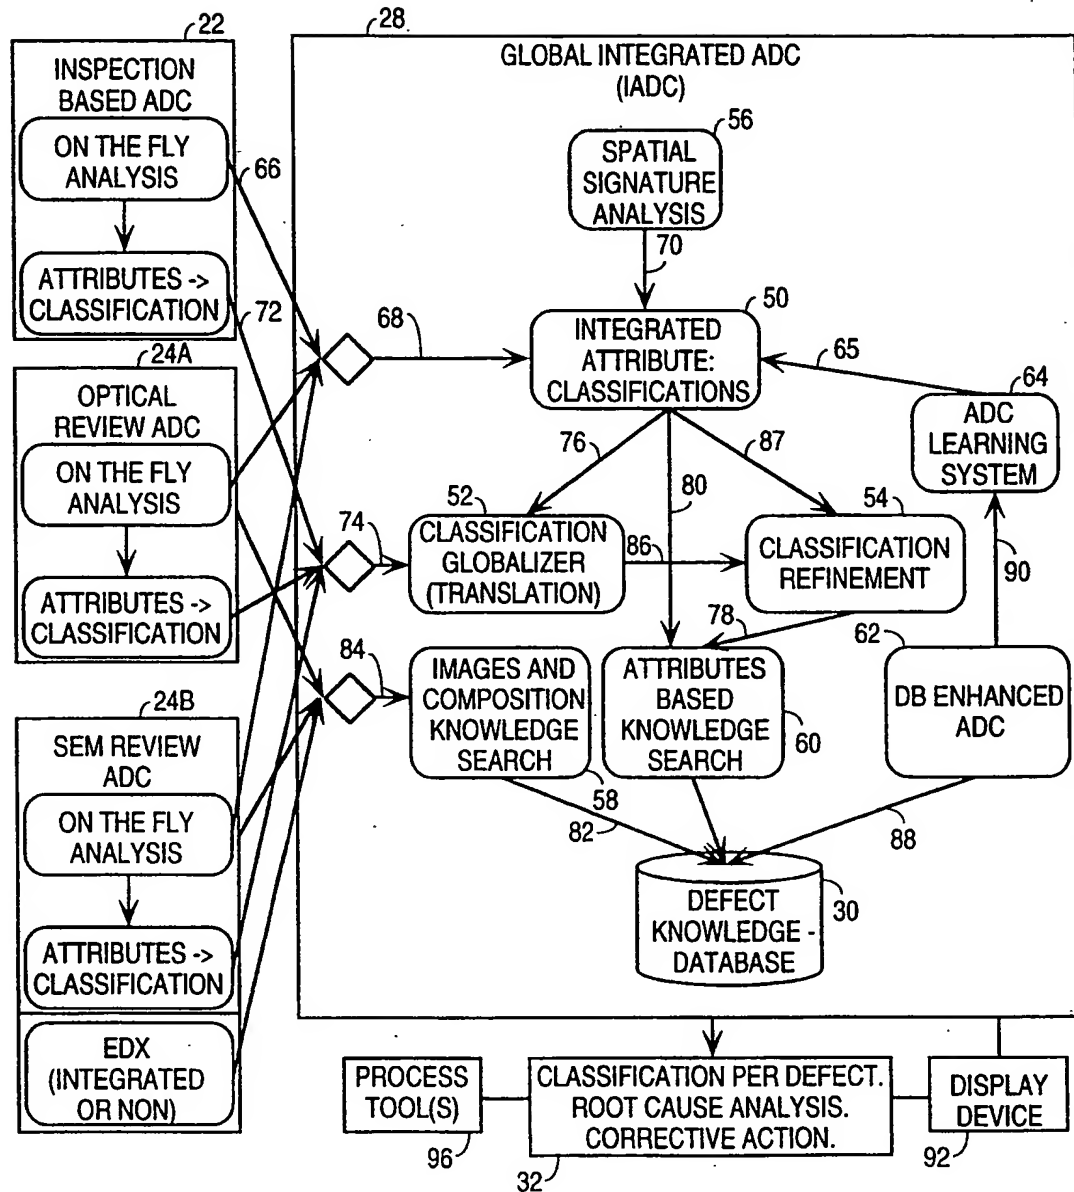 22
INSPECTION
BASED ADC
ON THE FLY
ANALYSIS
ATTRIBUTES ->
CLASSIFICATION
66
72
24A
OPTICAL
REVIEW ADC
ON THE FLY
ANALYSIS
ATTRIBUTES ->
CLASSIFICATION
24B
SEM REVIEW
ADC
ON THE FLY
ANALYSIS
ATTRIBUTES ->
CLASSIFICATION
EDX
(INTEGRATED
OR NON)
28
GLOBAL INTEGRATED ADC
(IADC)
56
SPATIAL
SIGNATURE
ANALYSIS
70
50
INTEGRATED
ATTRIBUTE:
CLASSIFICATIONS
68
65
64
ADC
LEARNING
SYSTEM
76
80
87
52
CLASSIFICATION
GLOBALIZER
(TRANSLATION)
74
86
54
CLASSIFICATION
REFINEMENT
90
78
84
IMAGES AND
COMPOSITION
KNOWLEDGE
SEARCH
58
ATTRIBUTES
BASED
KNOWLEDGE
SEARCH
60
62
DB ENHANCED
ADC
82
88
DEFECT
KNOWLEDGE -
DATABASE
30
PROCESS
TOOL(S)
96
CLASSIFICATION PER DEFECT.
ROOT CAUSE ANALYSIS.
CORRECTIVE ACTION.
32
DISPLAY
DEVICE
92